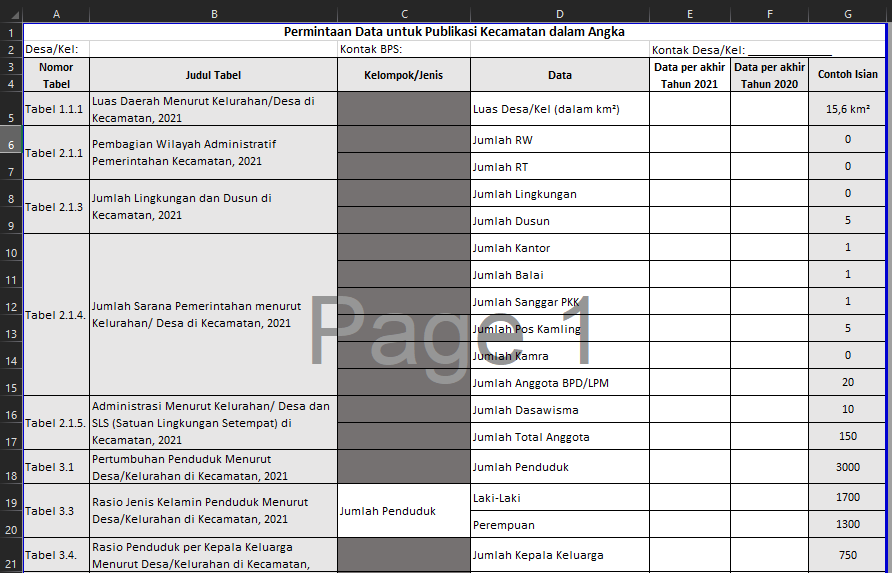 A B C D E F G
1 Permintaan Data untuk Publikasi Kecamatan dalam Angka
2 Desa/Kel: Kontak BPS: Kontak Desa/Kel: ______________
3 Nomor Judul Tabel Kelompok/Jenis Data Data per akhir Data per akhir Contoh Isian
4 Tabel Tahun 2021 Tahun 2020
5 Tabel 1.1.1 Luas Daerah Menurut Kelurahan/Desa di Luas Desa/Kel (dalam km²) 15,6 km²
Kecamatan, 2021
6 Tabel 2.1.1 Pembagian Wilayah Administratif Jumlah RW 0
7 Pemerintahan Kecamatan, 2021 Jumlah RT 0
8 Tabel 2.1.3 Jumlah Lingkungan dan Dusun di Jumlah Lingkungan 0
9 Kecamatan, 2021 Jumlah Dusun 5
10 Jumlah Kantor 1
11 Jumlah Balai 1
12 Tabel 2.1.4. Jumlah Sarana Pemerintahan menurut Jumlah Sanggar PKK 1
13 Kelurahan/ Desa di Kecamatan, 2021 Jumlah Pos Kamling 5
Page 1
14 Jumlah Kamra 0
15 Jumlah Anggota BPD/LPM 20
16 Tabel 2.1.5. Administrasi Menurut Kelurahan/ Desa dan Jumlah Dasawisma 10
SLS (Satuan Lingkungan Setempat) di
17 Kecamatan, 2021 Jumlah Total Anggota 150
18 Tabel 3.1 Pertumbuhan Penduduk Menurut Jumlah Penduduk 3000
Desa/Kelurahan di Kecamatan, 2021
19 Tabel 3.3 Rasio Jenis Kelamin Penduduk Menurut Jumlah Penduduk Laki-Laki 1700
20 Desa/Kelurahan di Kecamatan, 2021 Perempuan 1300
21 Tabel 3.4. Rasio Penduduk per Kepala Keluarga Jumlah Kepala Keluarga 750
Menurut Desa/Kelurahan di Kecamatan,